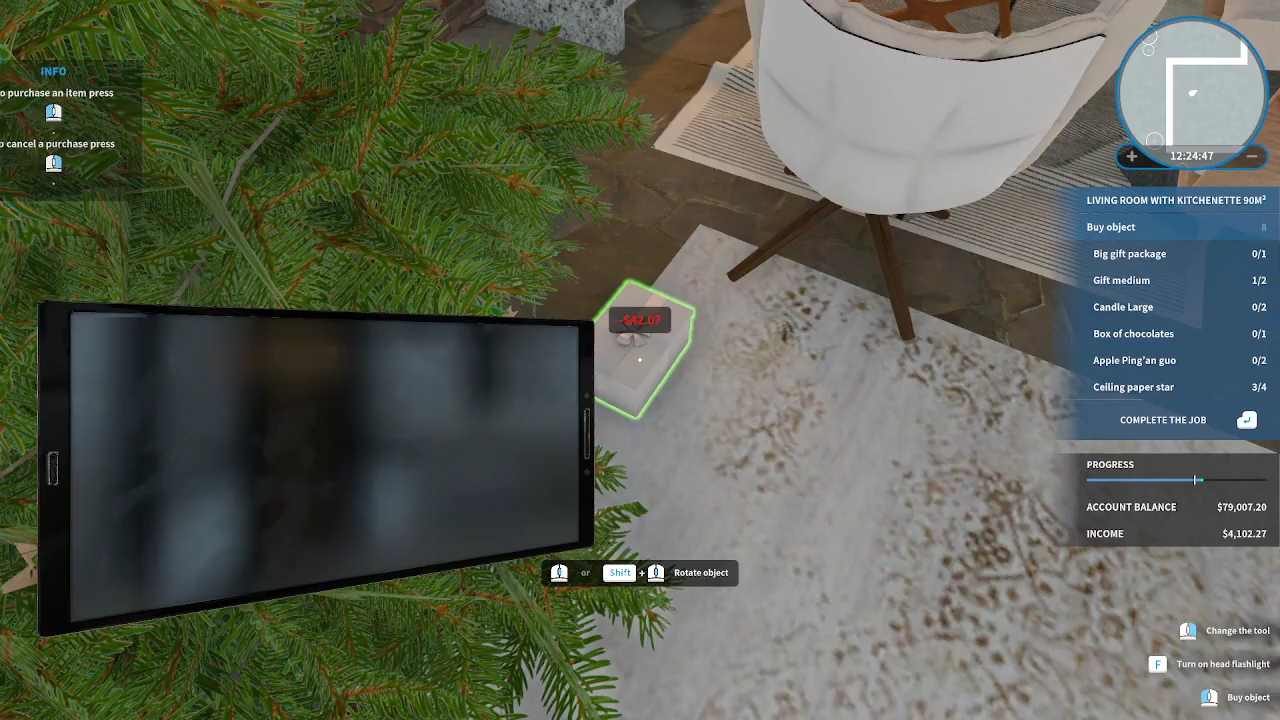 INFO
o purchase an item press
o cancel a purchase press
-$42.07
or Shift + Rotate object
12:24:47
LIVING ROOM WITH KITCHENETTE 90M²
Buy object 8
Big gift package 0/1
Gift medium 1/2
Candle Large 0/2
Box of chocolates 0/1
Apple Ping'an guo 0/2
Ceiling paper star 3/4
COMPLETE THE JOB
PROGRESS
ACCOUNT BALANCE $79,007.20
INCOME $4,102.27
Change the tool
F Turn on head flashlight
Buy object